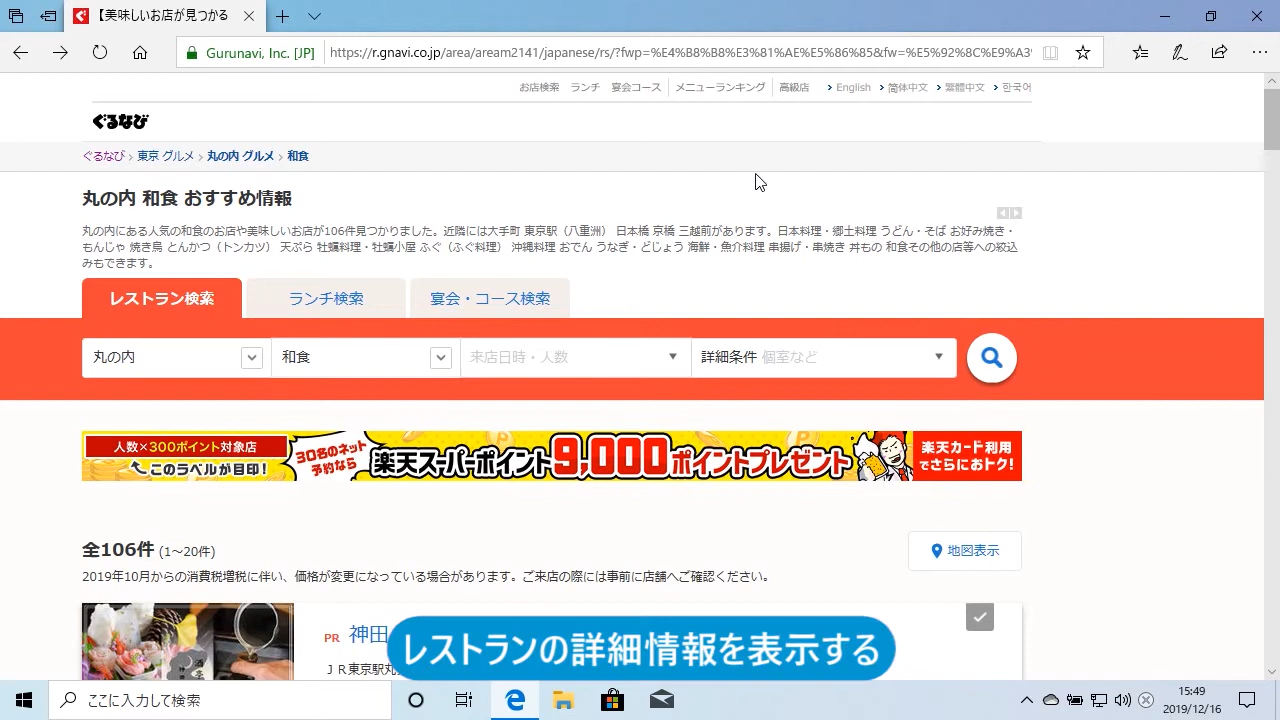 【美味しいお店が見つかる
Gurunavi, Inc. [JP]
https://r.gnavi.co.jp/area/aream2141/japanese/rs/?fwp=%E4%B8%B8%E3%81%AE%E5%86%85&fw=%E5%92%8C%E9%A3%
お店検索 ランチ 宴会コース メニューランキング 高級店 English 简体中文 繁體中文 한국어
ぐるなび
ぐるなび › 東京 グルメ › 丸の内 グルメ › 和食
丸の内 和食 おすすめ情報
丸の内にある人気の和食のお店や美味しいお店が106件見つかりました。近隣には大手町 東京駅（八重洲） 日本橋 京橋 三越前があります。日本料理・郷土料理 うどん・そば お好み焼き・
もんじゃ 焼き鳥 とんかつ（トンカツ） 天ぷら 牡蠣料理・牡蠣小屋 ふぐ（ふぐ料理） 沖縄料理 おでん うなぎ・どじょう 海鮮・魚介料理 串揚げ・串焼き 丼もの 和食その他の店等への絞込
みもできます。
レストラン検索 ランチ検索 宴会・コース検索
丸の内 和食 来店日時・人数 詳細条件 個室など
人数×300ポイント対象店
このラベルが目印!
30名のネット
予約なら
楽天スーパーポイント9,000ポイントプレゼント
楽天カード利用
でさらにおトク!
全106件 (1～20件)
地図表示
2019年10月からの消費税増税に伴い、価格が変更になっている場合があります。ご来店の際には事前に店舗へご確認ください。
PR 神田
ＪＲ東京駅丸
レストランの詳細情報を表示する
ここに入力して検索
15:49
2019/12/16